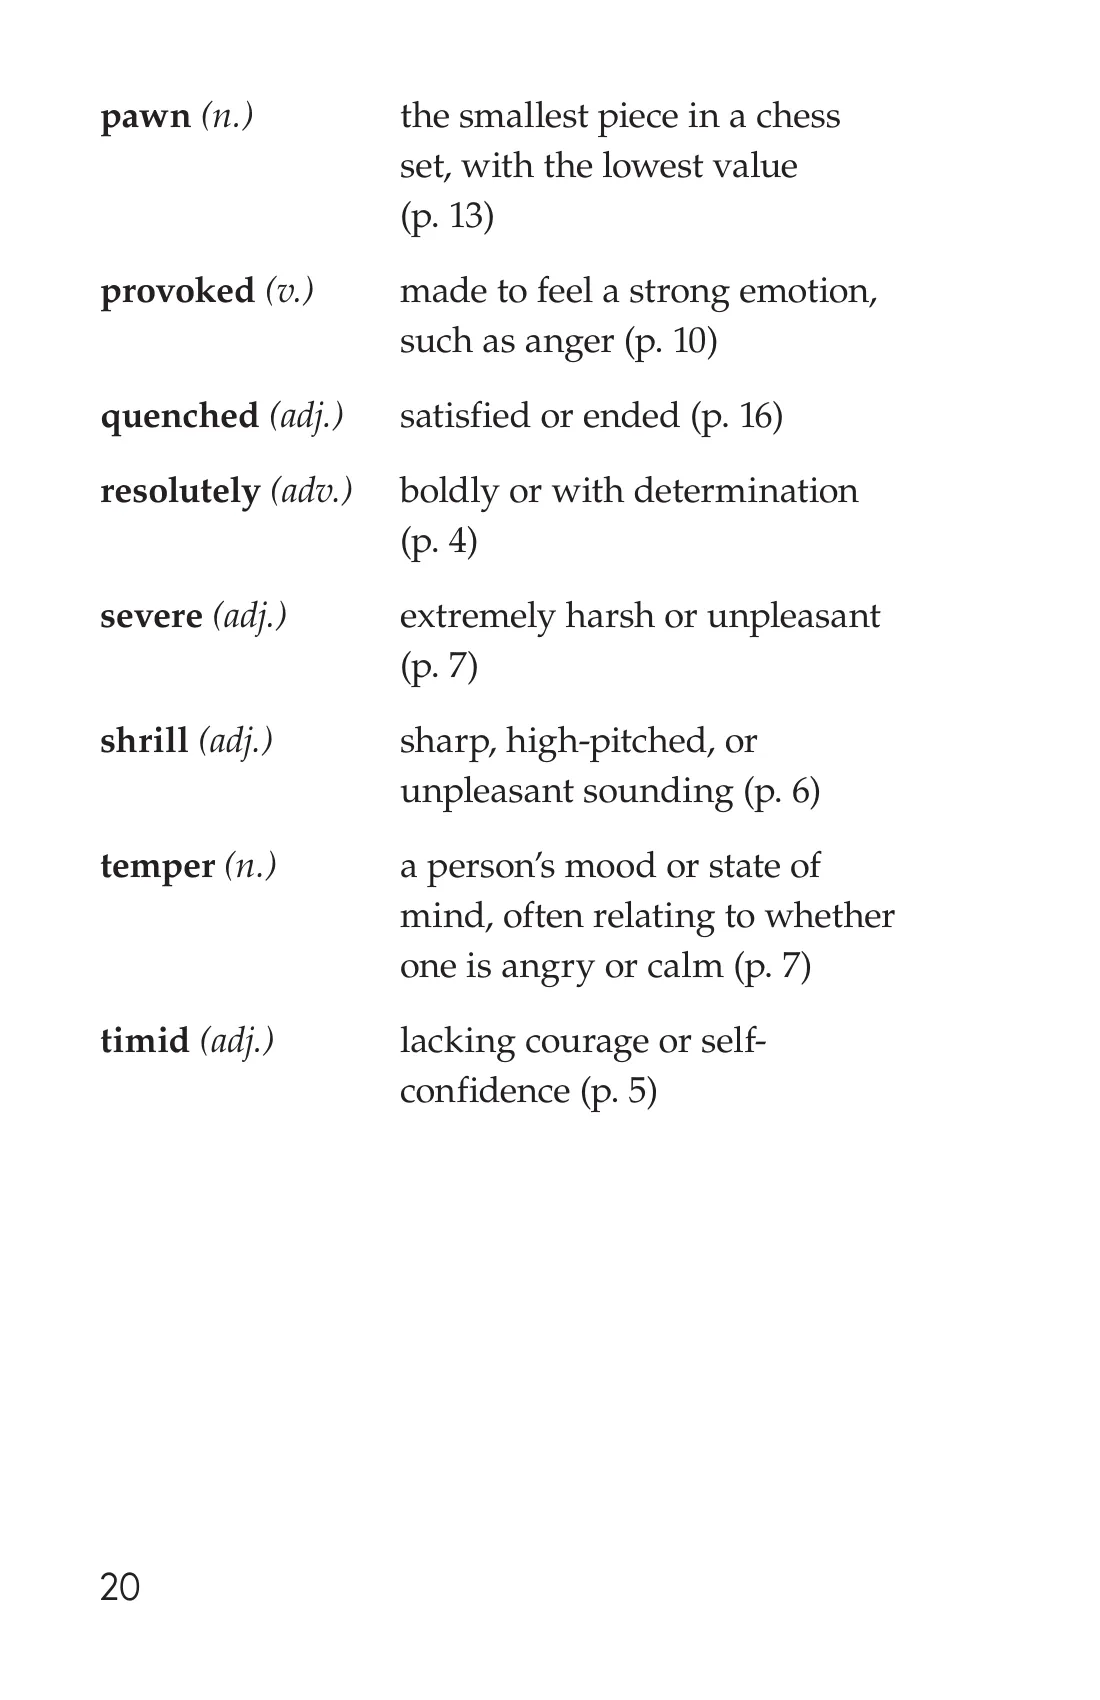 pawn (n.) the smallest piece in a chess
set, with the lowest value
(p. 13)
provoked (v.) made to feel a strong emotion,
such as anger (p. 10)
quenched (adj.) satisfied or ended (p. 16)
resolutely (adv.) boldly or with determination
(p. 4)
severe (adj.) extremely harsh or unpleasant
(p. 7)
shrill (adj.) sharp, high-pitched, or
unpleasant sounding (p. 6)
temper (n.) a person’s mood or state of
mind, often relating to whether
one is angry or calm (p. 7)
timid (adj.) lacking courage or self-
confidence (p. 5)
20